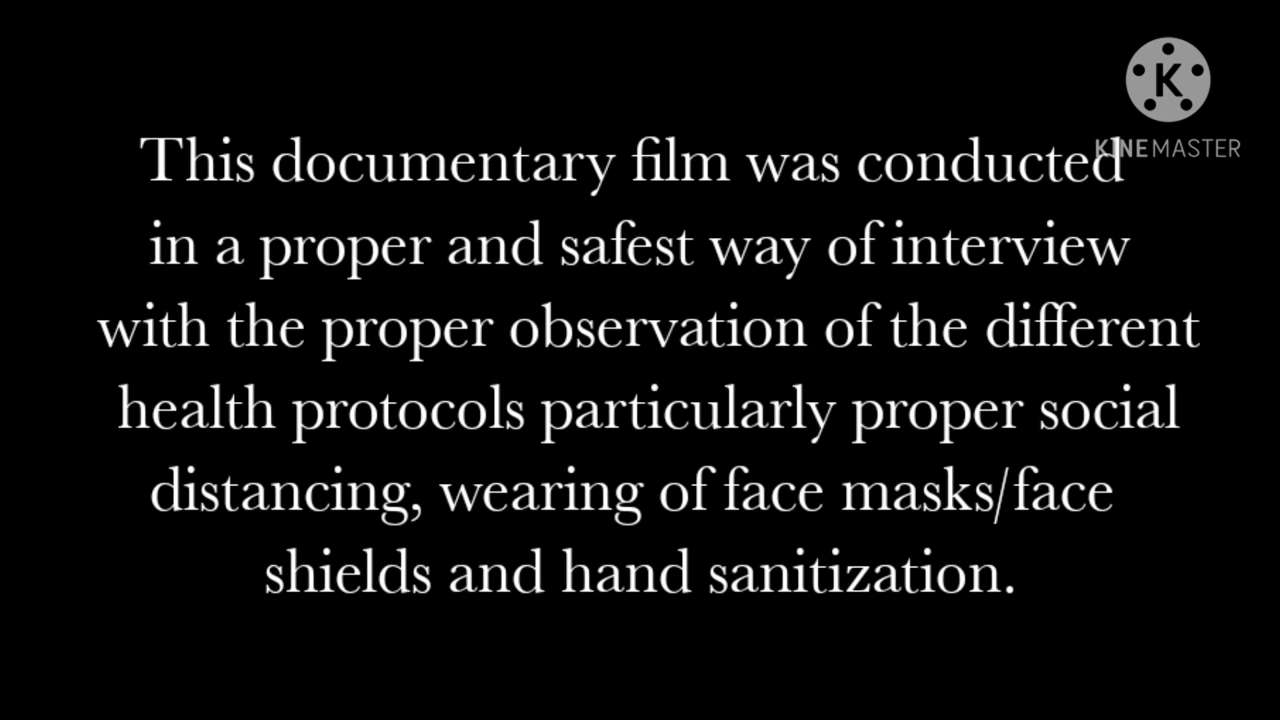 K
KINEMASTER
This documentary film was conducted
in a proper and safest way of interview
with the proper observation of the different
health protocols particularly proper social
distancing, wearing of face masks/face
shields and hand sanitization.